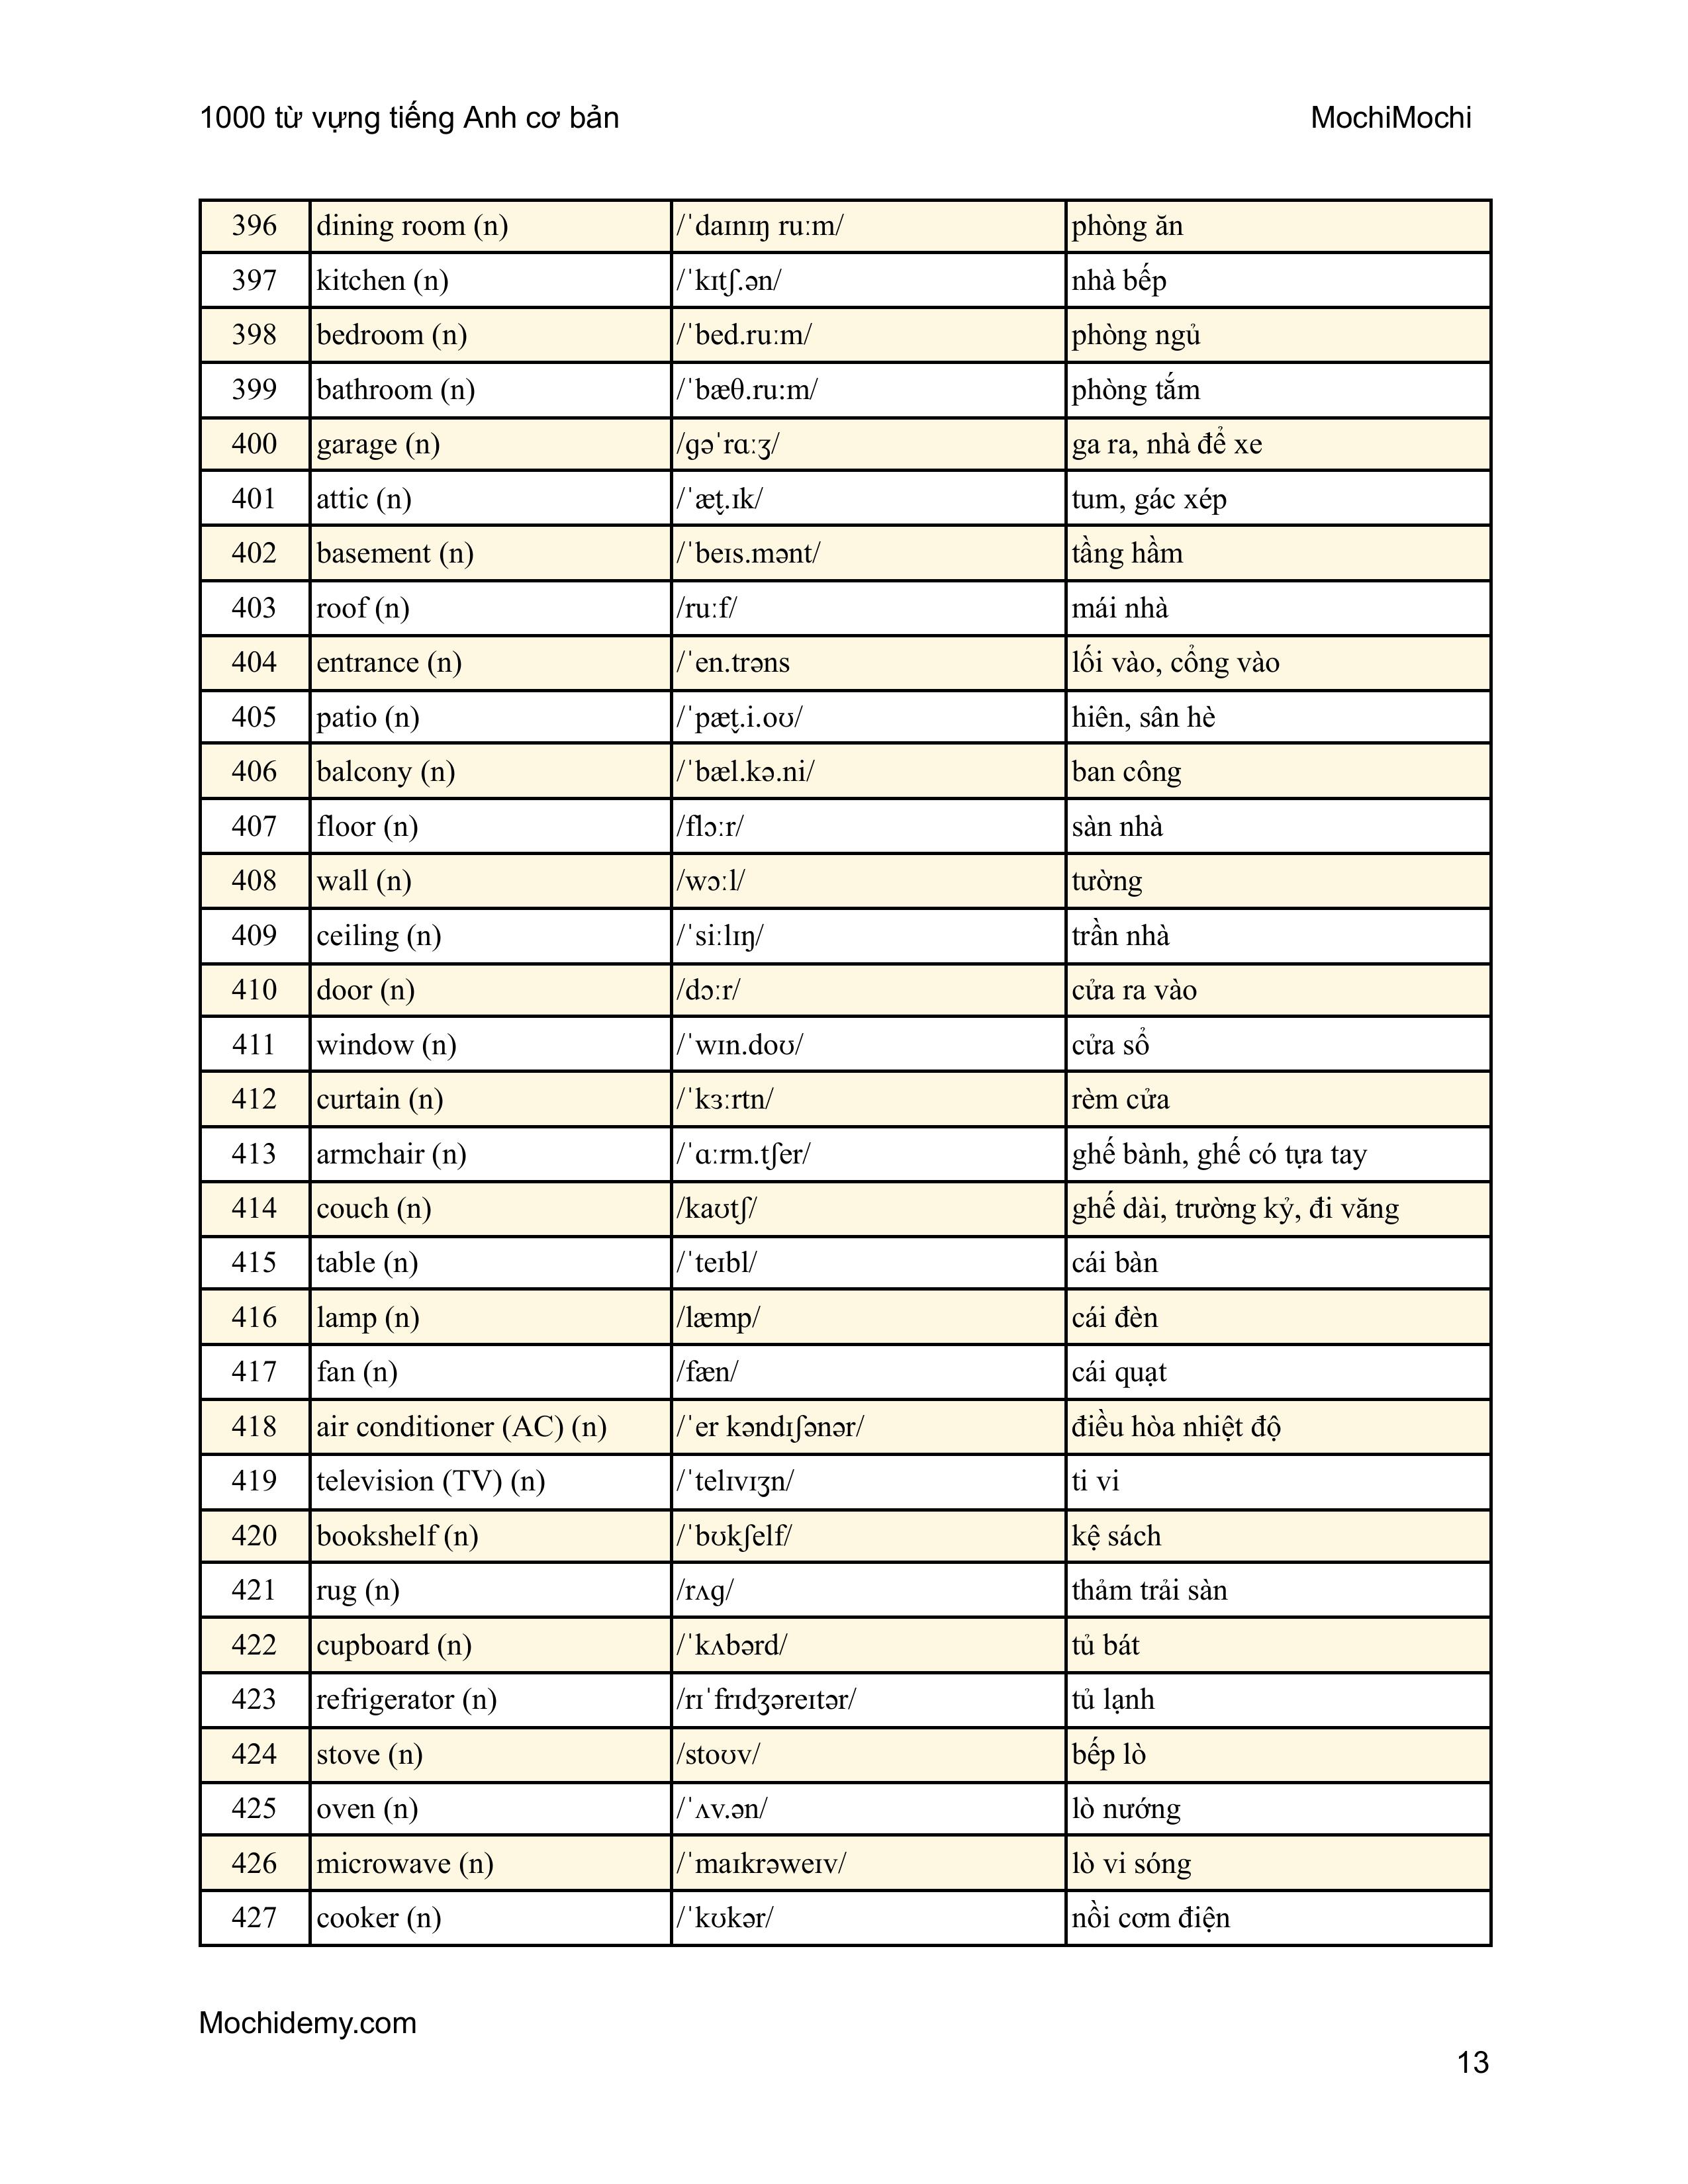 1000 từ vựng tiếng Anh cơ bản MochiMochi
396 dining room (n) /ˈdaɪnɪŋ ruːm/ phòng ăn
397 kitchen (n) /ˈkɪtʃ.ən/ nhà bếp
398 bedroom (n) /ˈbed.ruːm/ phòng ngủ
399 bathroom (n) /ˈbæθ.ruːm/ phòng tắm
400 garage (n) /ɡəˈrɑːʒ/ ga ra, nhà để xe
401 attic (n) /ˈæt̬.ɪk/ tum, gác xép
402 basement (n) /ˈbeɪs.mənt/ tầng hầm
403 roof (n) /ruːf/ mái nhà
404 entrance (n) /ˈen.trəns lối vào, cổng vào
405 patio (n) /ˈpæt̬.i.oʊ/ hiên, sân hè
406 balcony (n) /ˈbæl.kə.ni/ ban công
407 floor (n) /flɔːr/ sàn nhà
408 wall (n) /wɔːl/ tường
409 ceiling (n) /ˈsiːlɪŋ/ trần nhà
410 door (n) /dɔːr/ cửa ra vào
411 window (n) /ˈwɪn.doʊ/ cửa sổ
412 curtain (n) /ˈkɜːrtn/ rèm cửa
413 armchair (n) /ˈɑːrm.tʃer/ ghế bành, ghế có tựa tay
414 couch (n) /kaʊtʃ/ ghế dài, trường kỷ, đi văng
415 table (n) /ˈteɪbl/ cái bàn
416 lamp (n) /læmp/ cái đèn
417 fan (n) /fæn/ cái quạt
418 air conditioner (AC) (n) /ˈer kəndɪʃənər/ điều hòa nhiệt độ
419 television (TV) (n) /ˈtelɪvɪʒn/ ti vi
420 bookshelf (n) /ˈbʊkʃelf/ kệ sách
421 rug (n) /rʌɡ/ thảm trải sàn
422 cupboard (n) /ˈkʌbərd/ tủ bát
423 refrigerator (n) /rɪˈfrɪdʒəreɪtər/ tủ lạnh
424 stove (n) /stoʊv/ bếp lò
425 oven (n) /ˈʌv.ən/ lò nướng
426 microwave (n) /ˈmaɪkrəweɪv/ lò vi sóng
427 cooker (n) /ˈkʊkər/ nồi cơm điện
Mochidemy.com
13